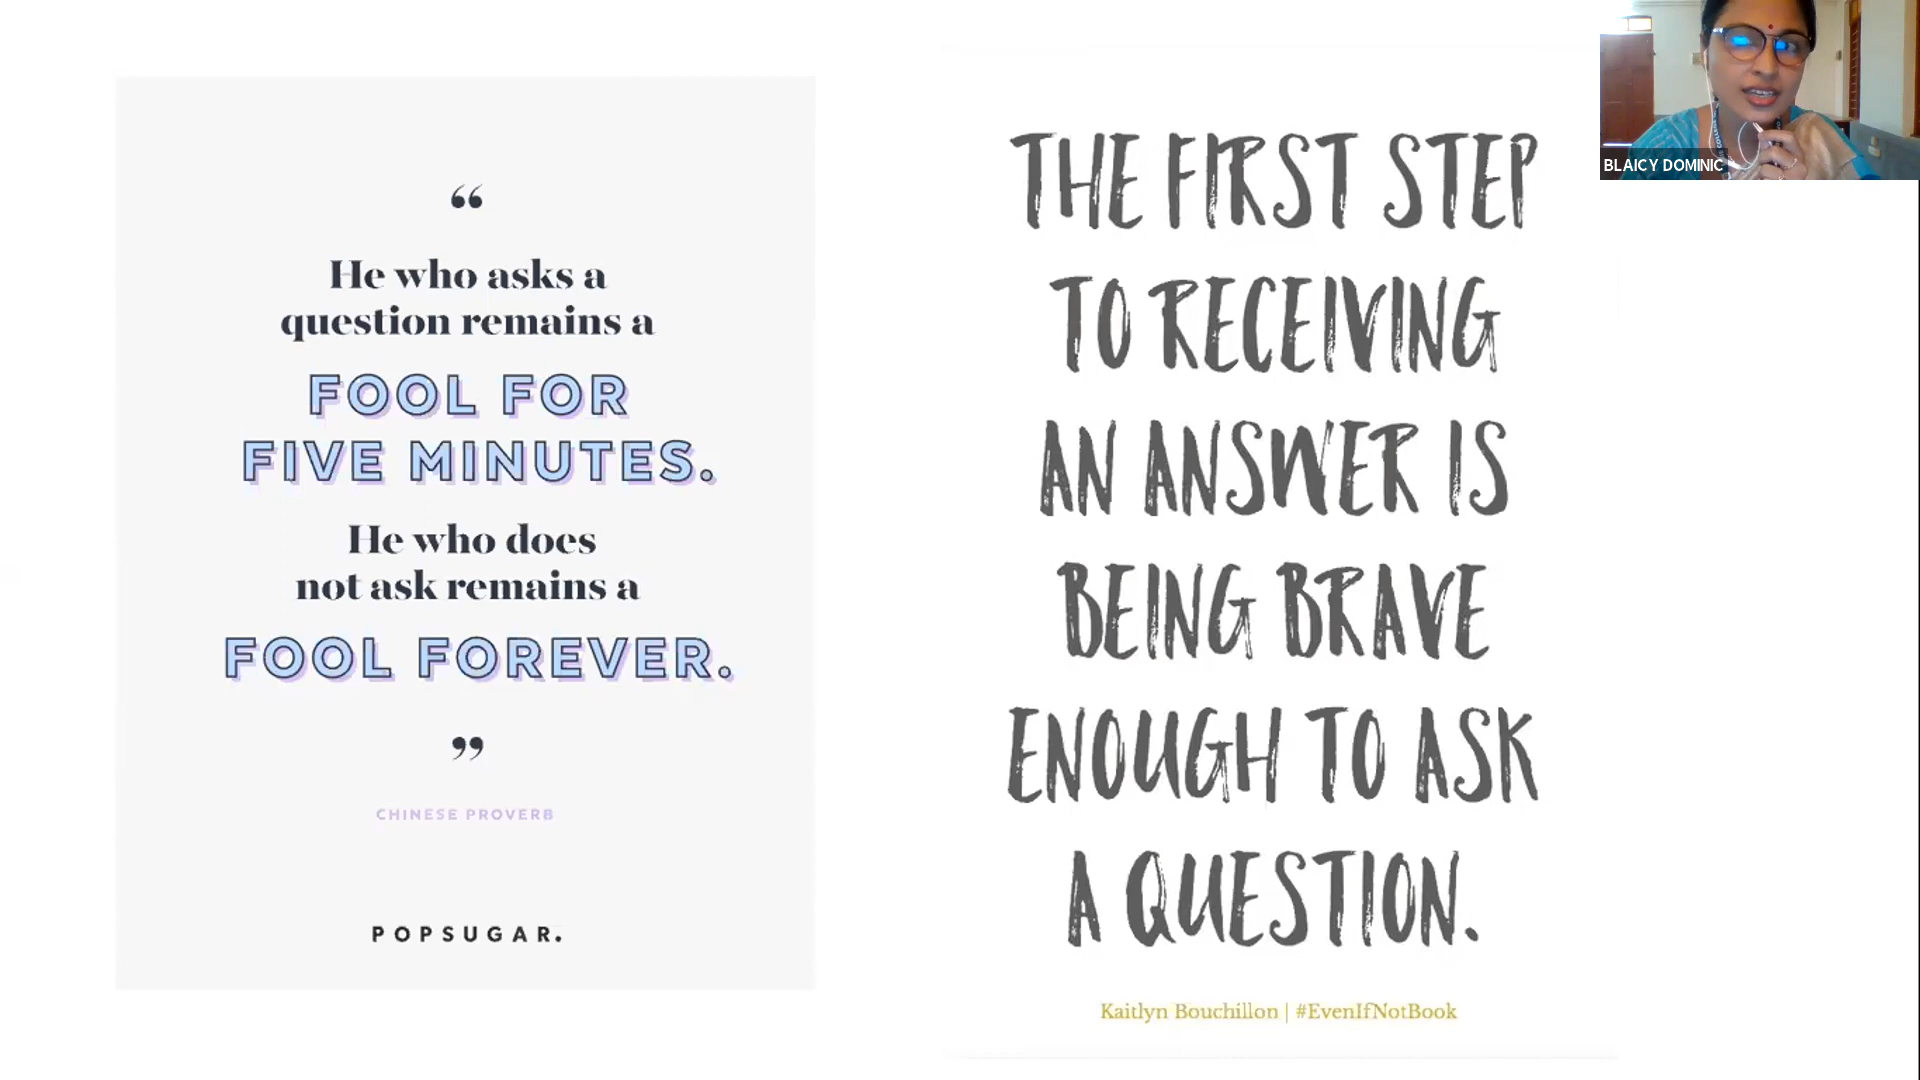 “
He who asks a
question remains a
FOOL FOR
FIVE MINUTES.
He who does
not ask remains a
FOOL FOREVER.
”
CHINESE PROVERB
POPSUGAR.
THE FIRST STEP
TO RECEIVING
AN ANSWER IS
BEING BRAVE
ENOUGH TO ASK
A QUESTION.
Kaitlyn Bouchillon | #EvenIfNotBook
BLAICY DOMINIC